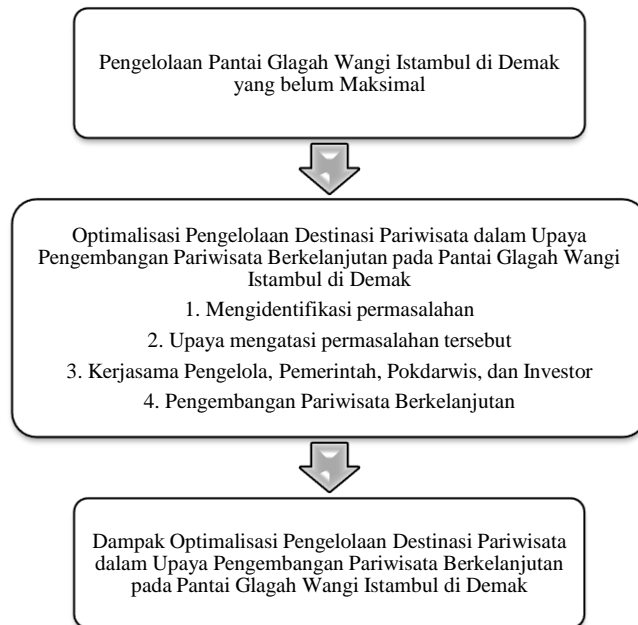 Pengelolaan Pantai Glagah Wangi Istambul di Demak
yang belum Maksimal
Optimalisasi Pengelolaan Destinasi Pariwisata dalam Upaya
Pengembangan Pariwisata Berkelanjutan pada Pantai Glagah Wangi
Istambul di Demak
1. Mengidentifikasi permasalahan
2. Upaya mengatasi permasalahan tersebut
3. Kerjasama Pengelola, Pemerintah, Pokdarwis, dan Investor
4. Pengembangan Pariwisata Berkelanjutan
Dampak Optimalisasi Pengelolaan Destinasi Pariwisata
dalam Upaya Pengembangan Pariwisata Berkelanjutan
pada Pantai Glagah Wangi Istambul di Demak